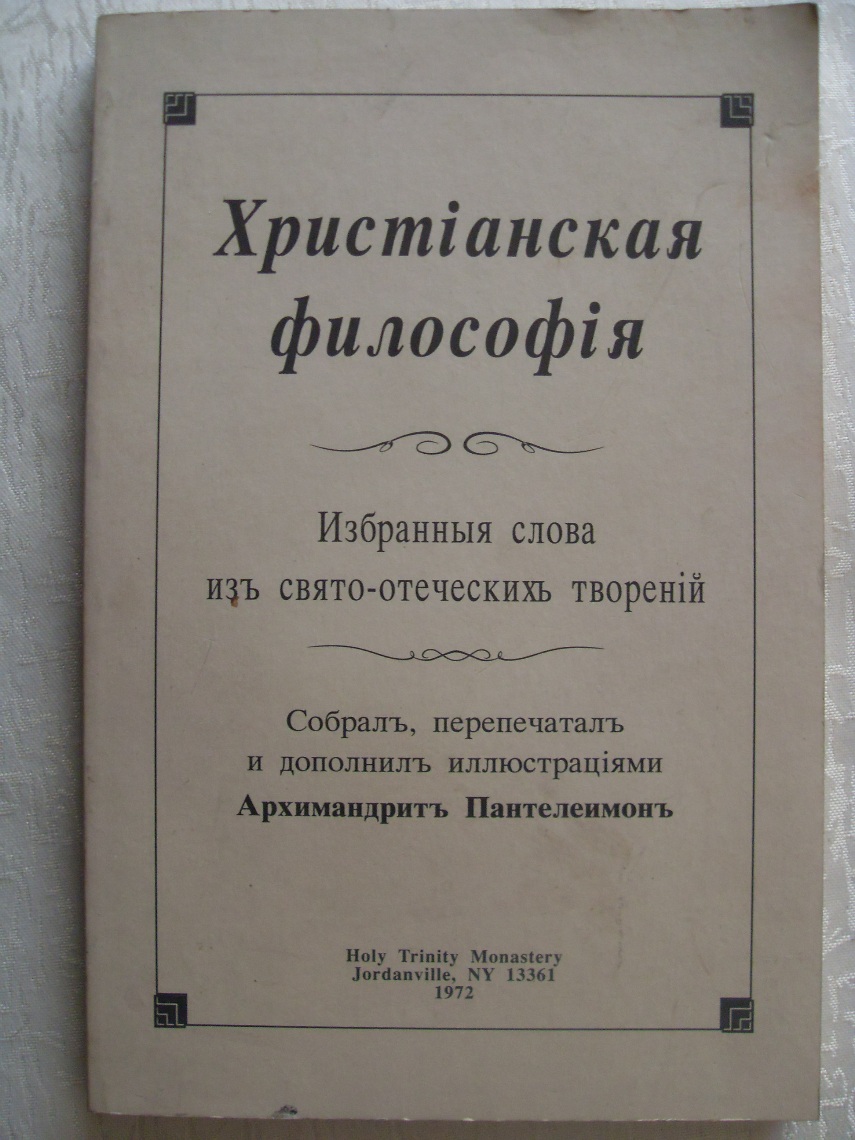 Христіанская
философія
Избранныя слова
изъ свято-отеческихъ твореній
Собралъ, перепечаталъ
и дополнилъ иллюстраціями
Архимандритъ Пантелеимонъ
Holy Trinity Monastery
Jordanville, NY 13361
1972